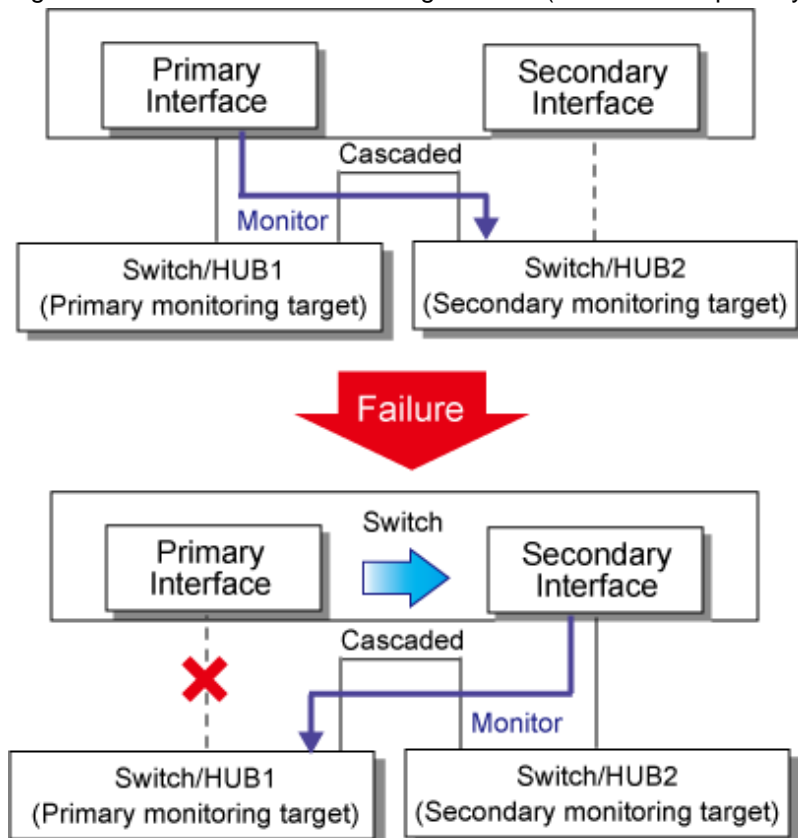 Primary
Interface
Secondary
Interface
Cascaded
Monitor
Switch/HUB1
(Primary monitoring target)
Switch/HUB2
(Secondary monitoring target)
Failure
Primary
Interface
Switch
Secondary
Interface
Cascaded
Monitor
Switch/HUB1
(Primary monitoring target)
Switch/HUB2
(Secondary monitoring target)